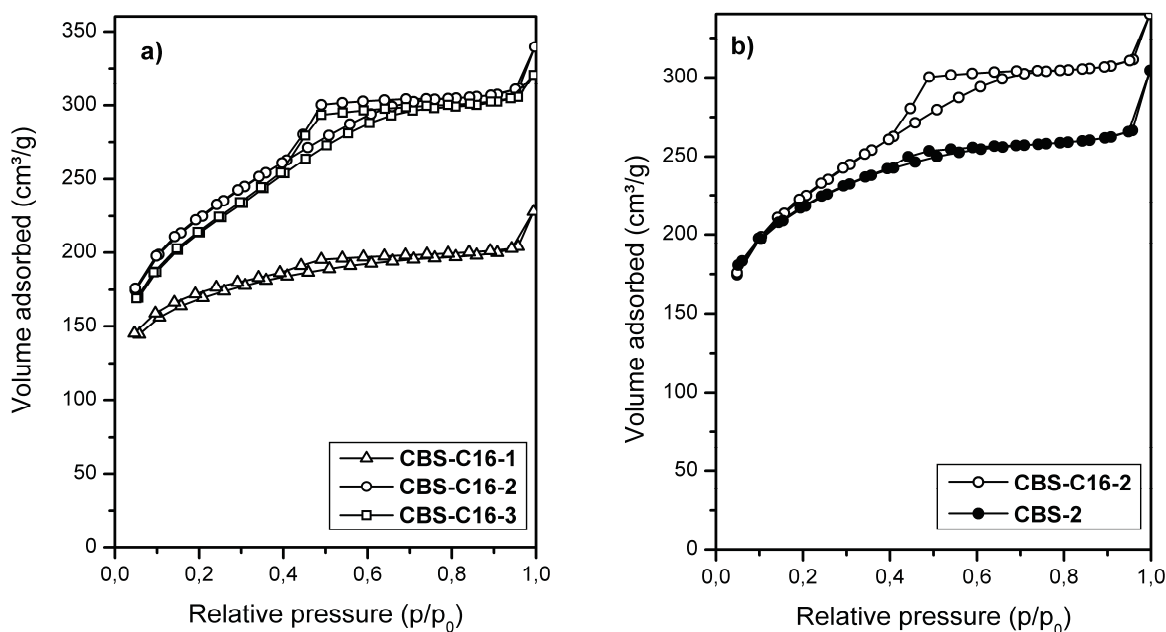 a)
Volume adsorbed (cm³/g)
350
300
250
200
150
100
50
0
CBS-C16-1
CBS-C16-2
CBS-C16-3
0,0 0,2 0,4 0,6 0,8 1,0
Relative pressure (p/p₀)
b)
Volume adsorbed (cm³/g)
300
250
200
150
100
50
0
CBS-C16-2
CBS-2
0,0 0,2 0,4 0,6 0,8 1,0
Relative pressure (p/p₀)